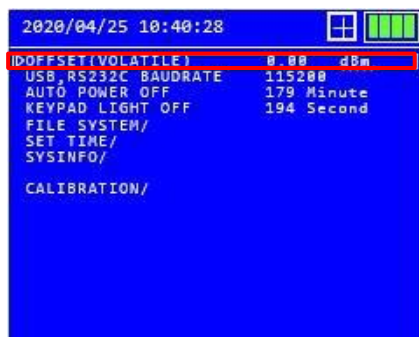 2020/04/25 10:40:28
OFFSET(VOLATILE) 0.00 dBm
USB,RS232C BAUDRATE 115200
AUTO POWER OFF 179 Minute
KEYPAD LIGHT OFF 194 Second
FILE SYSTEM/
SET TIME/
SYSINFO/
CALIBRATION/